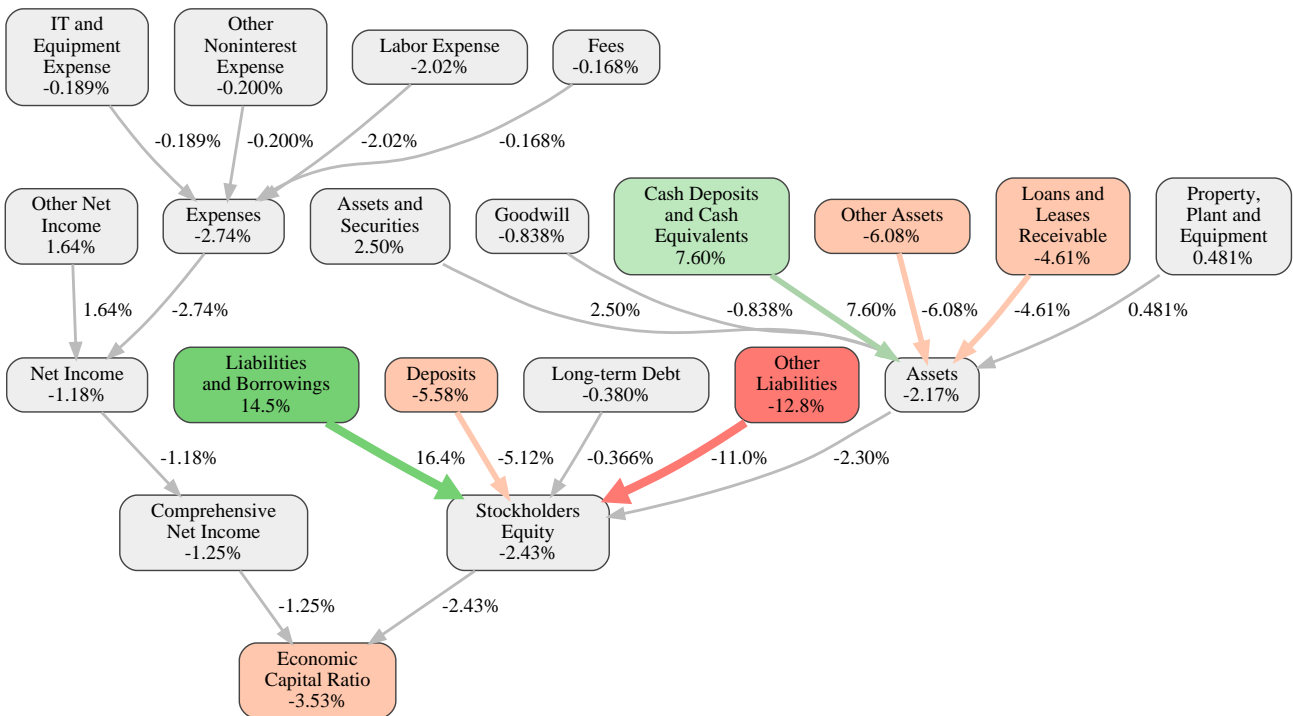 IT and
Equipment
Expense
-0.189%
Other
Noninterest
Expense
-0.200%
Labor Expense
-2.02%
Fees
-0.168%
-0.189%
-0.200%
-2.02%
-0.168%
Other Net
Income
1.64%
Expenses
-2.74%
Assets and
Securities
2.50%
Goodwill
-0.838%
Cash Deposits
and Cash
Equivalents
7.60%
Other Assets
-6.08%
Loans and
Leases
Receivable
-4.61%
Property,
Plant and
Equipment
0.481%
1.64%
-2.74%
2.50%
-0.838%
7.60%
-6.08%
-4.61%
0.481%
Net Income
-1.18%
Liabilities
and Borrowings
14.5%
Deposits
-5.58%
Long-term Debt
-0.380%
Other
Liabilities
-12.8%
Assets
-2.17%
-1.18%
16.4%
-5.12%
-0.366%
-11.0%
-2.30%
Comprehensive
Net Income
-1.25%
Stockholders
Equity
-2.43%
-1.25%
-2.43%
Economic
Capital Ratio
-3.53%